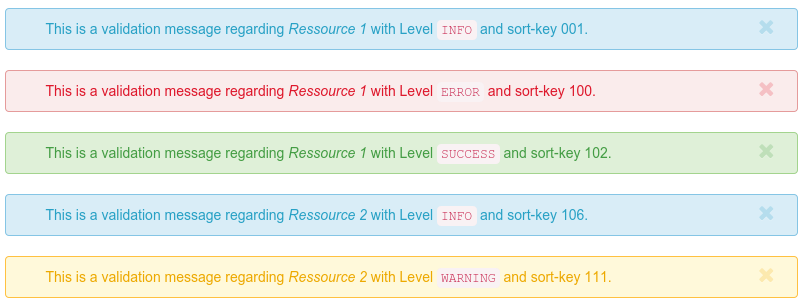 This is a validation message regarding Ressource 1 with Level INFO and sort-key 001.
This is a validation message regarding Ressource 1 with Level ERROR and sort-key 100.
This is a validation message regarding Ressource 1 with Level SUCCESS and sort-key 102.
This is a validation message regarding Ressource 2 with Level INFO and sort-key 106.
This is a validation message regarding Ressource 2 with Level WARNING and sort-key 111.